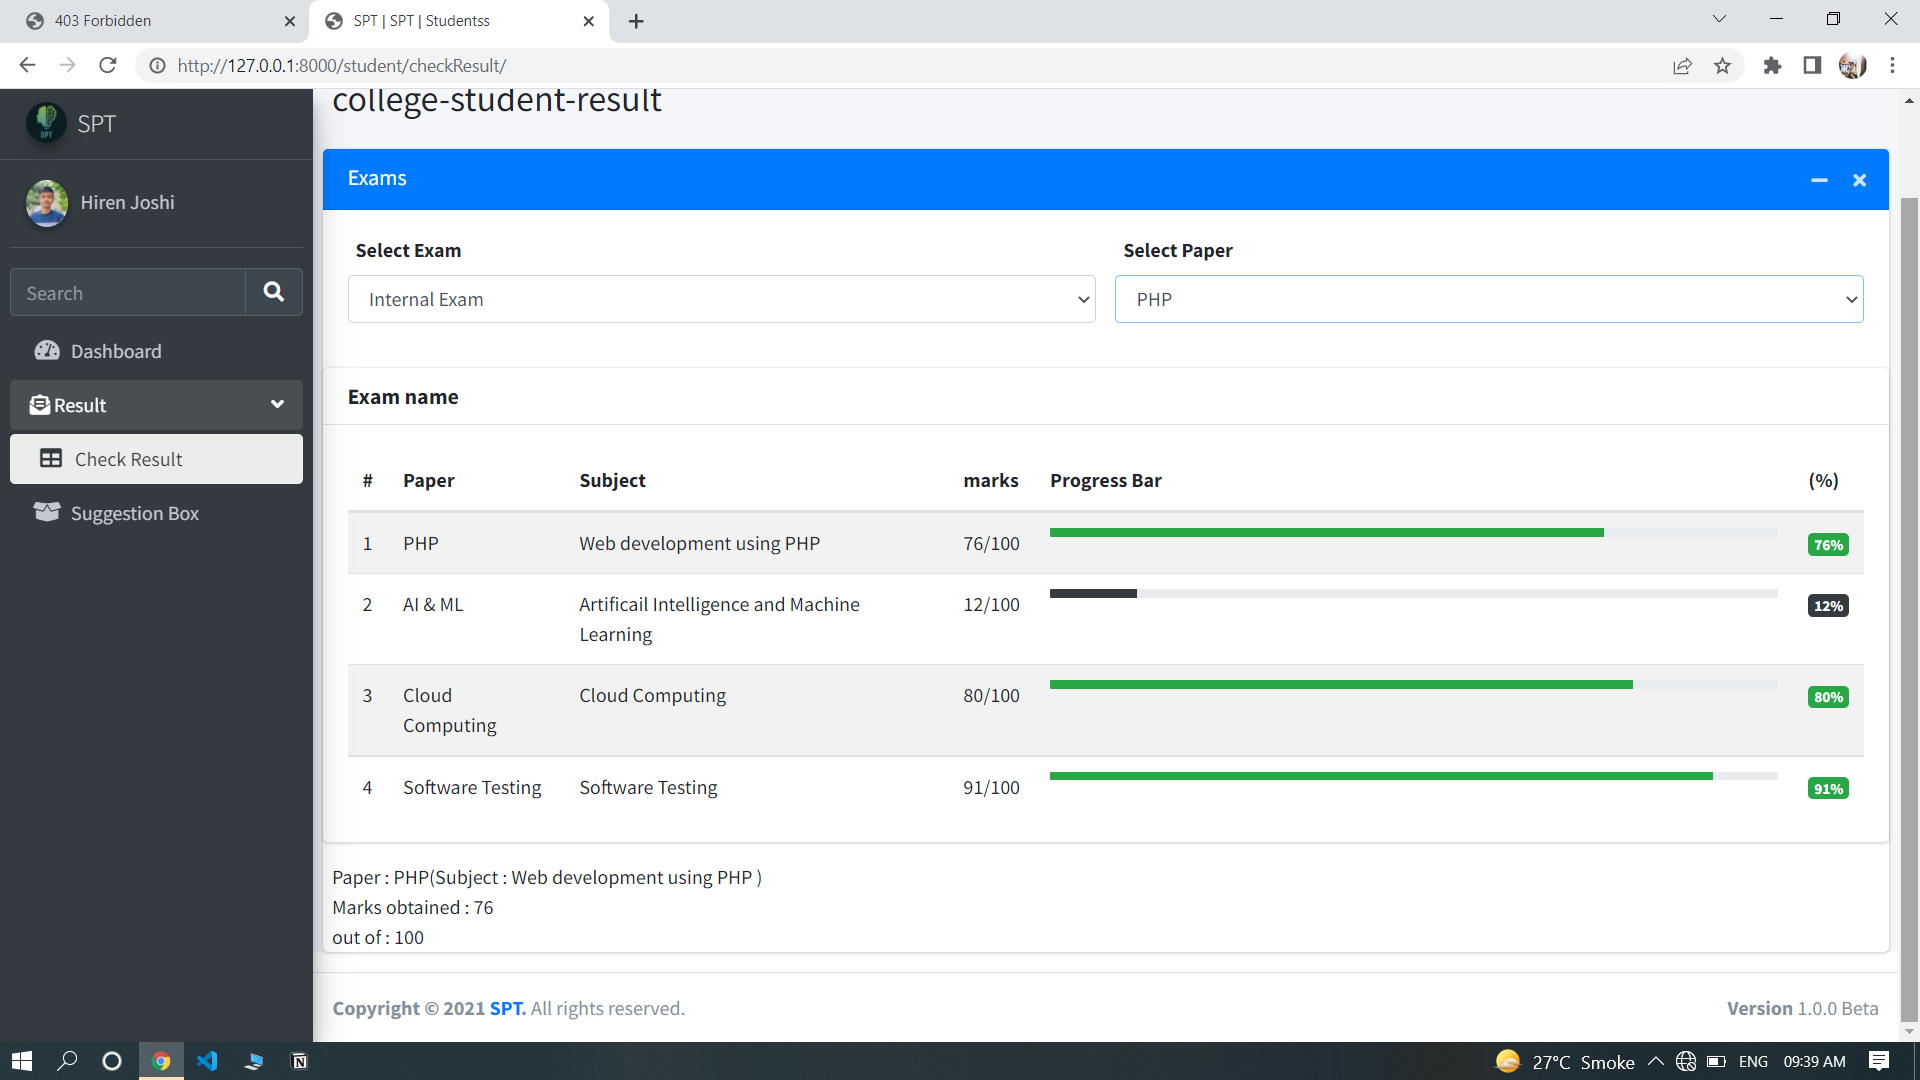 403 Forbidden
SPT | SPT | Studentss
http://127.0.0.1:8000/student/checkResult/
SPT
SPT
Hiren Joshi
Search
Dashboard
Result
Check Result
Suggestion Box
college-student-result
Exams
Select Exam
Select Paper
Internal Exam
PHP
Exam name
# Paper Subject marks Progress Bar (%)
1 PHP Web development using PHP 76/100 76%
2 AI & ML Artificail Intelligence and Machine 12/100 12%
Learning
3 Cloud Cloud Computing 80/100 80%
Computing
4 Software Testing Software Testing 91/100 91%
Paper : PHP(Subject : Web development using PHP )
Marks obtained : 76
out of : 100
Copyright © 2021 SPT. All rights reserved.
Version 1.0.0 Beta
27°C Smoke
ENG
09:39 AM